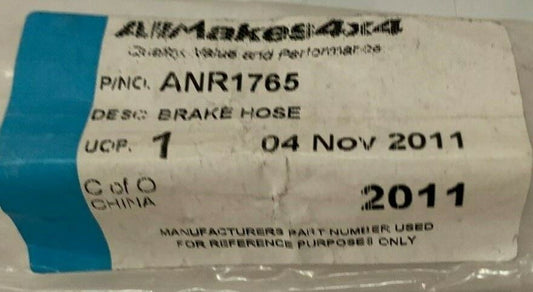 AllMakes4x4
Quality, Value and Performance
P/NO. ANR1765
DESC BRAKE HOSE
UOP. 1 04 Nov 2011
C of O
CHINA
2011
MANUFACTURERS PART NUMBER USED
FOR REFERENCE PURPOSES ONLY